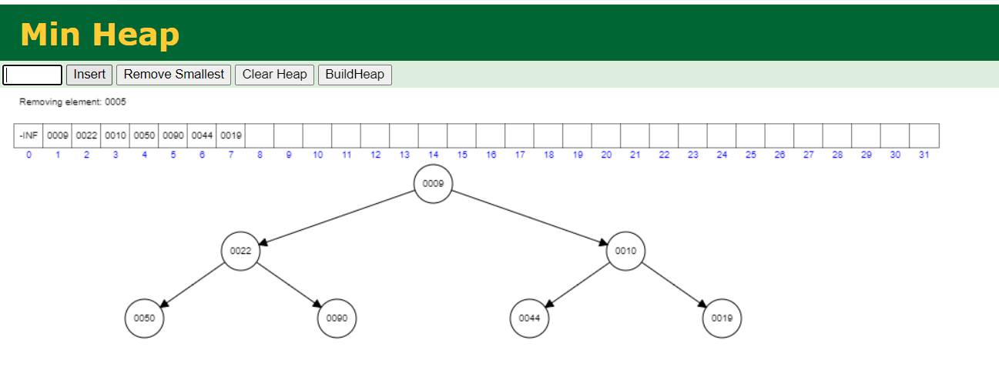 Min Heap
Insert Remove Smallest Clear Heap BuildHeap
Removing element: 0005
-INF 0009 0022 0010 0050 0090 0044 0019
0 1 2 3 4 5 6 7 8 9 10 11 12 13 14 15 16 17 18 19 20 21 22 23 24 25 26 27 28 29 30 31
0009
0022 0010
0050 0090 0044 0019